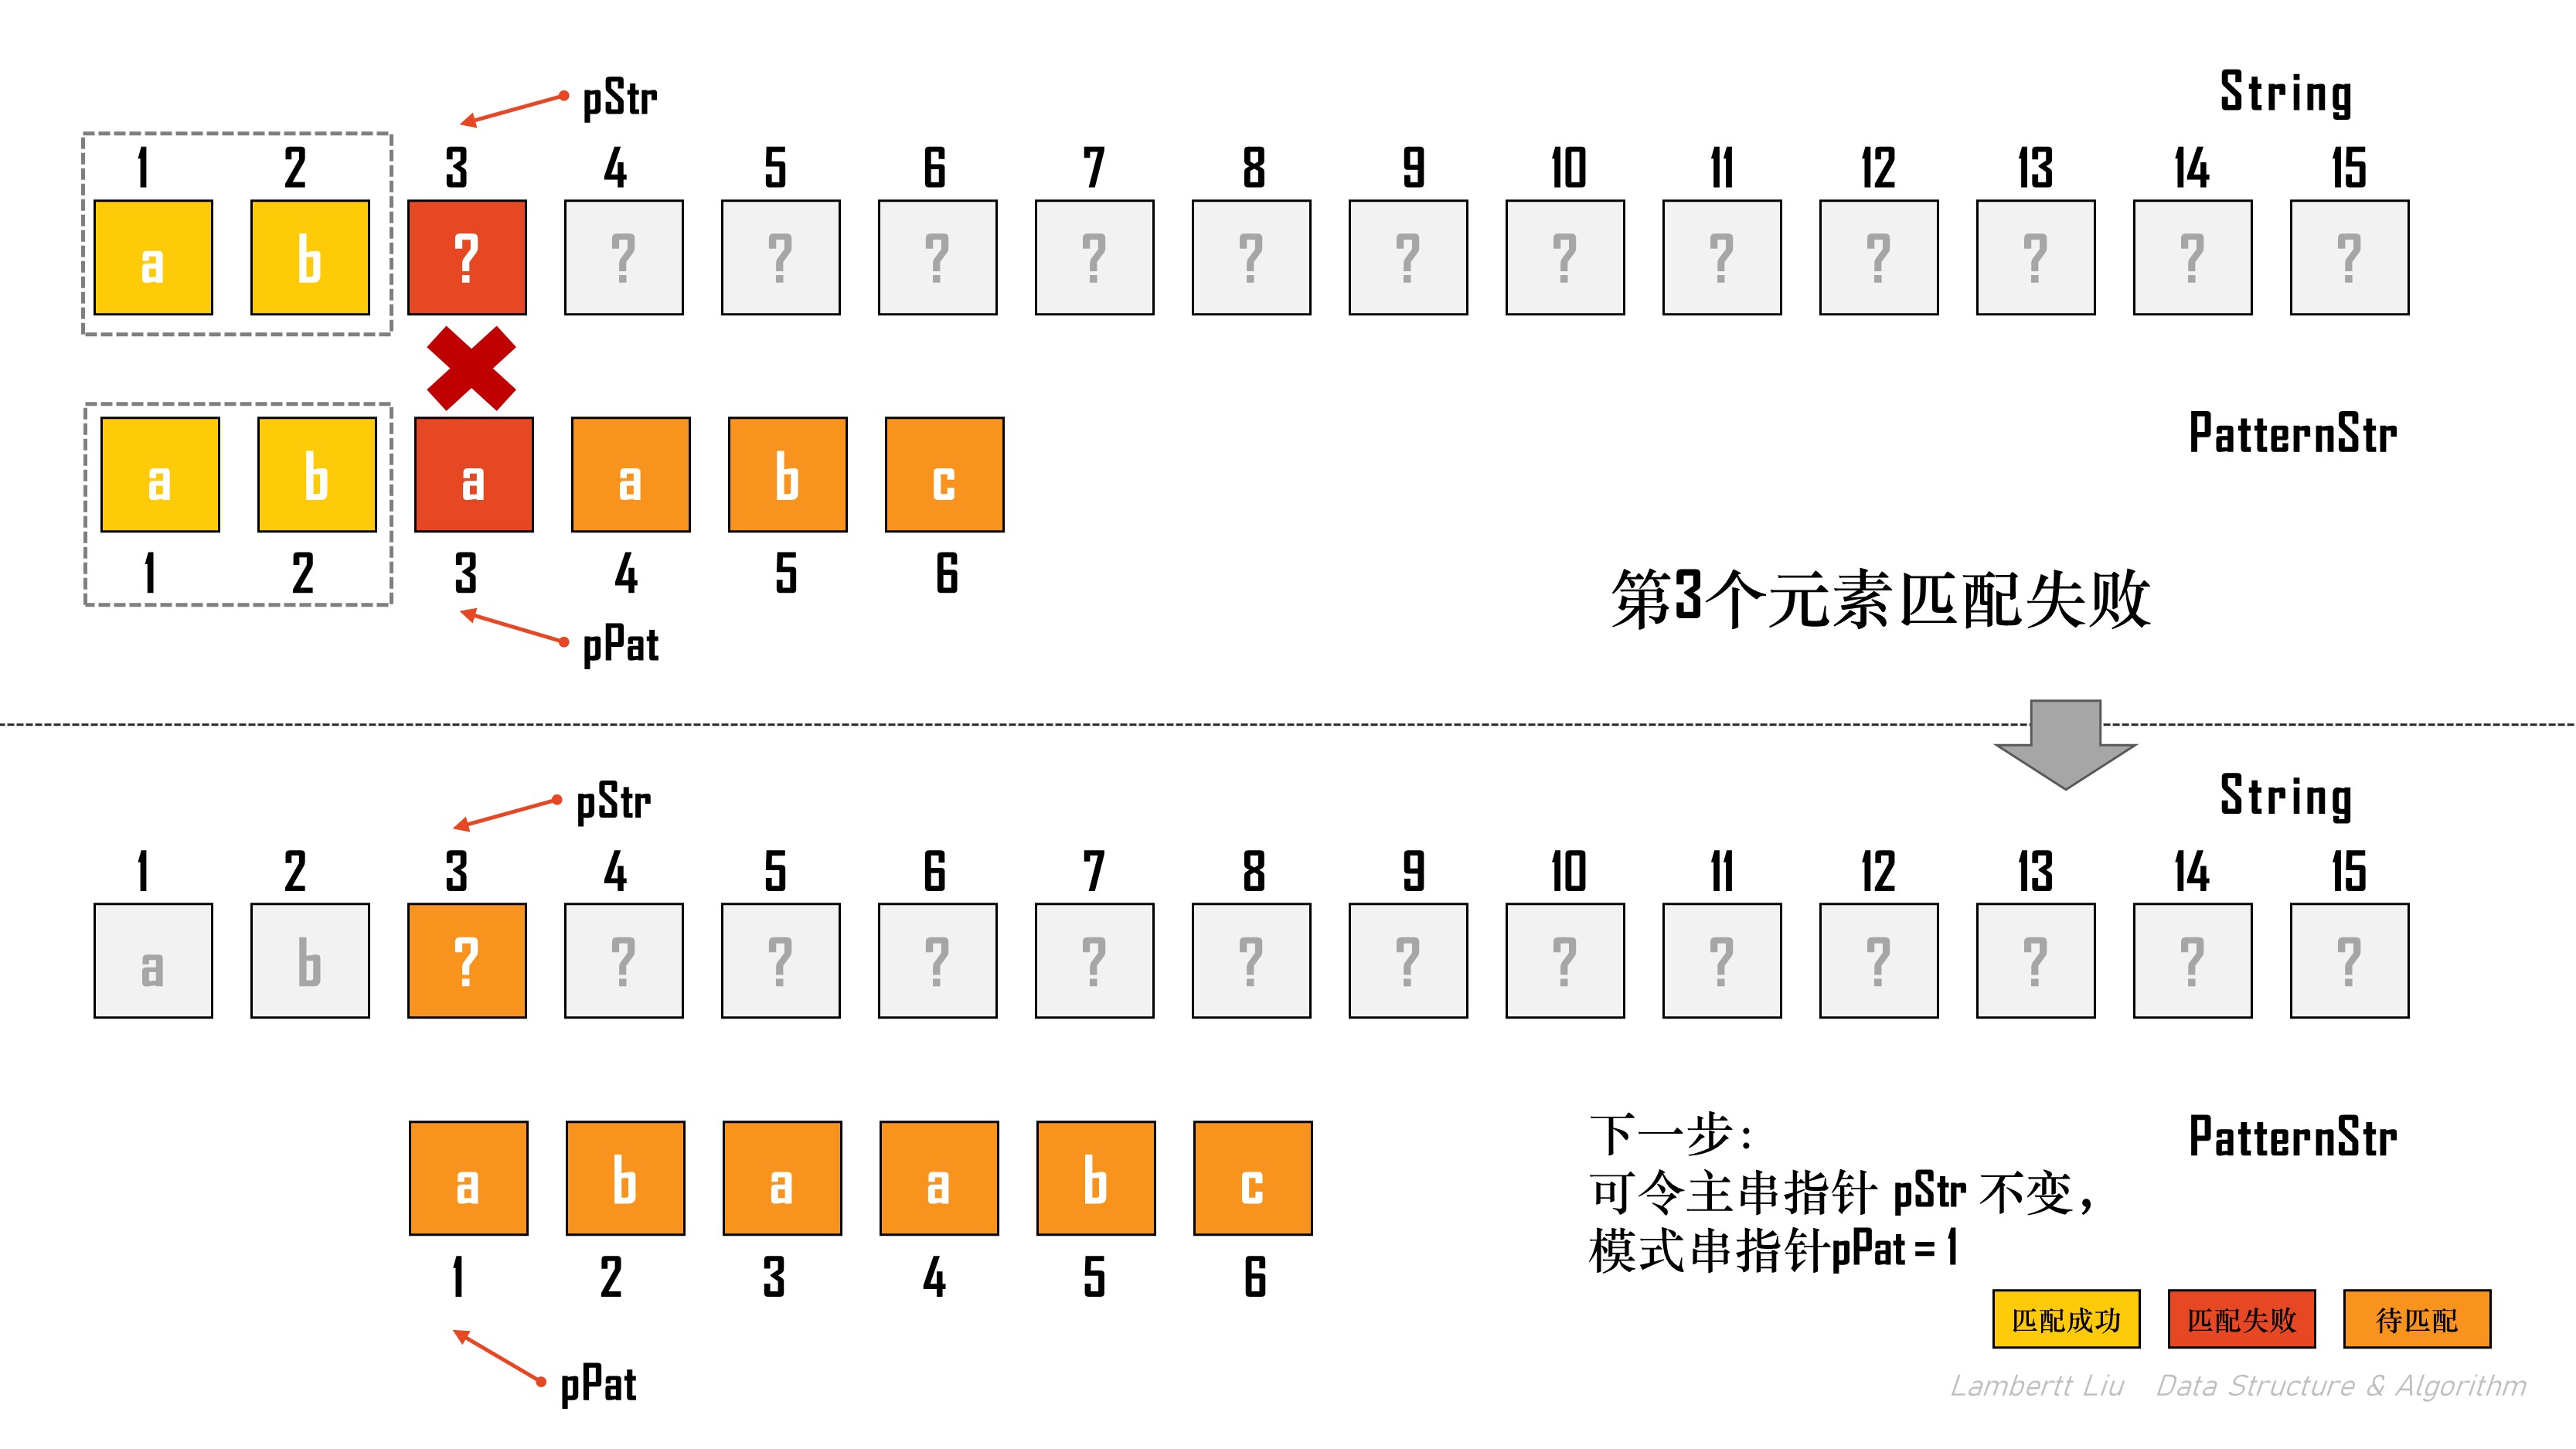 pStr
String
1 2 3 4 5 6 7 8 9 10 11 12 13 14 15
a b ? ? ? ? ? ? ? ? ? ? ? ? ?
PatternStr
a b a a b c
1 2 3 4 5 6
第3个元素匹配失败
pPat
pStr
String
1 2 3 4 5 6 7 8 9 10 11 12 13 14 15
a b ? ? ? ? ? ? ? ? ? ? ? ? ?
PatternStr
a b a a b c
1 2 3 4 5 6
pPat
下一步：
可令主串指针 pStr 不变，
模式串指针pPat = 1
匹配成功 匹配失败 待匹配
Lambertt Liu Data Structure & Algorithm